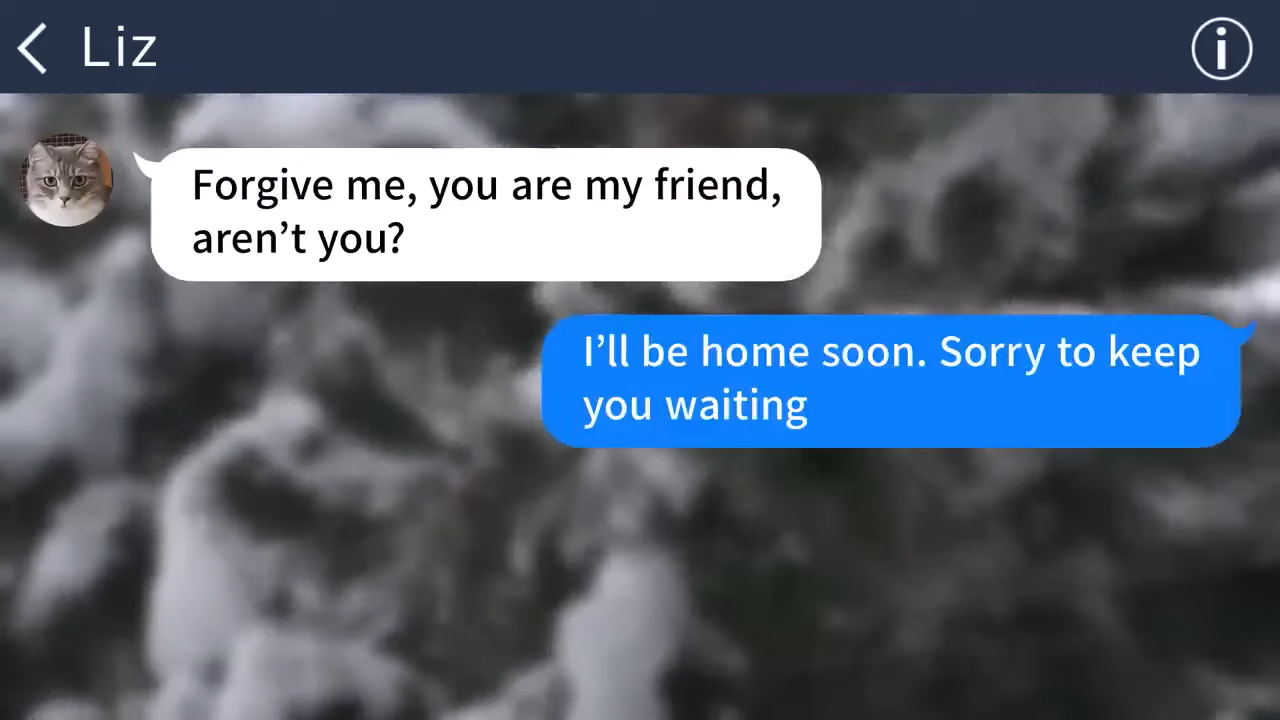 Liz
Forgive me, you are my friend,
aren’t you?
I’ll be home soon. Sorry to keep
you waiting